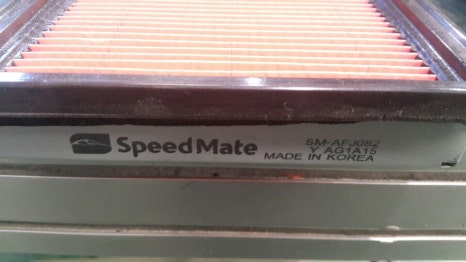 SpeedMate
SM-AFJ082
Y AG1A15
MADE IN KOREA